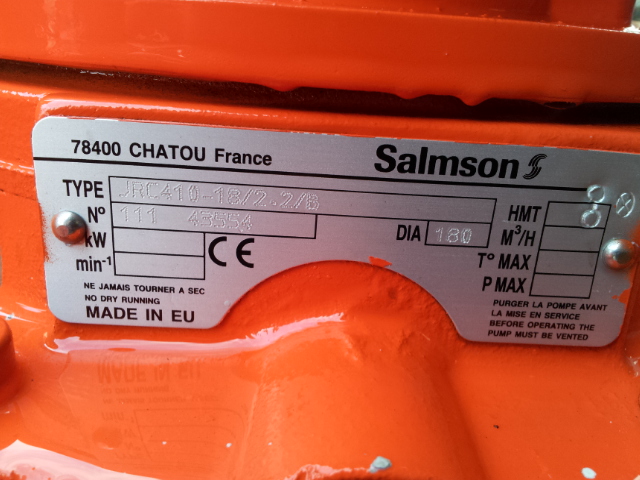 78400 CHATOU France
Salmson
TYPE JRC410-18/2.2/B
N° 111 43554
kW
min-1
CE
DIA 180
HMT
M³/H
T° MAX
P MAX
NE JAMAIS TOURNER A SEC
NO DRY RUNNING
MADE IN EU
PURGER LA POMPE AVANT
LA MISE EN SERVICE
BEFORE OPERATING THE
PUMP MUST BE VENTED